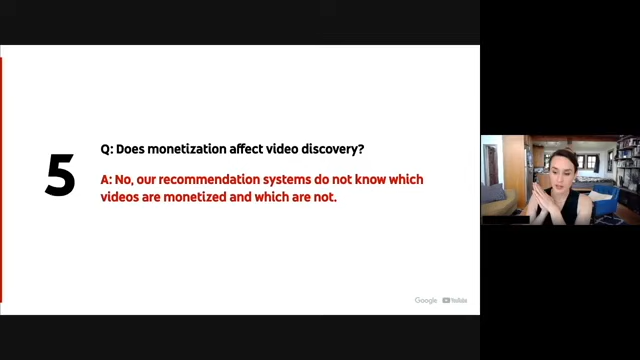 5
Q: Does monetization affect video discovery?
A: No, our recommendation systems do not know which
videos are monetized and which are not.
Google YouTube